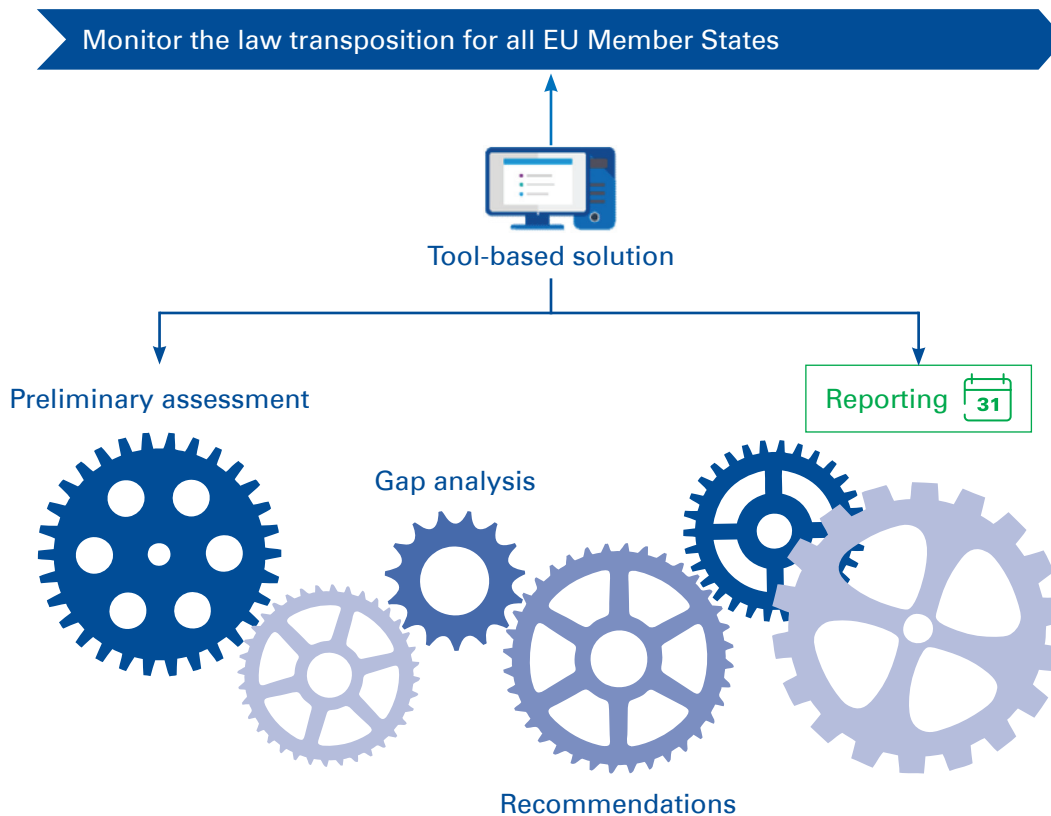 Monitor the law transposition for all EU Member States
Tool-based solution
Preliminary assessment
Reporting
31
Gap analysis
Recommendations